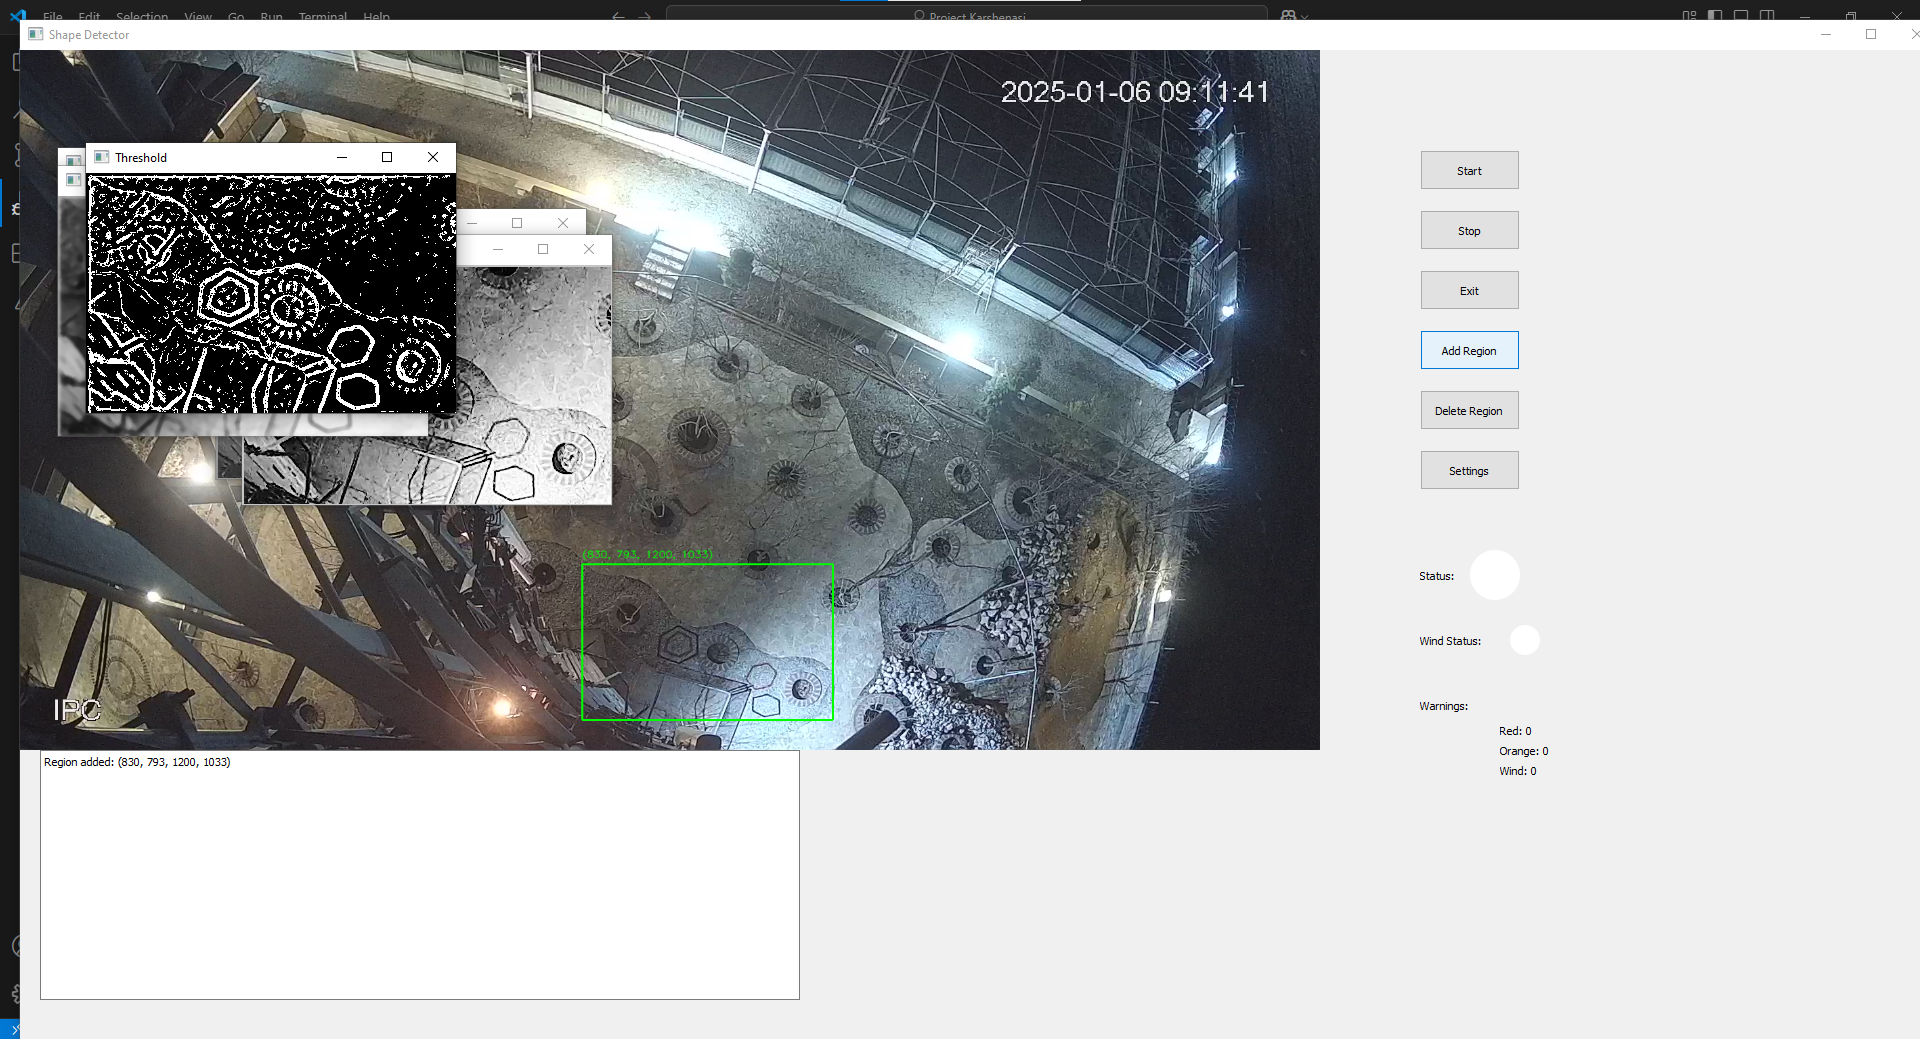 File Edit Selection View Go Run Terminal Help
Project Karshenasi
Shape Detector
2025-01-06 09:11:41
Threshold
Start
Stop
Exit
Add Region
Delete Region
Settings
(830, 793, 1200, 1033)
Status:
Wind Status:
IPC
Warnings:
Red: 0
Orange: 0
Wind: 0
Region added: (830, 793, 1200, 1033)